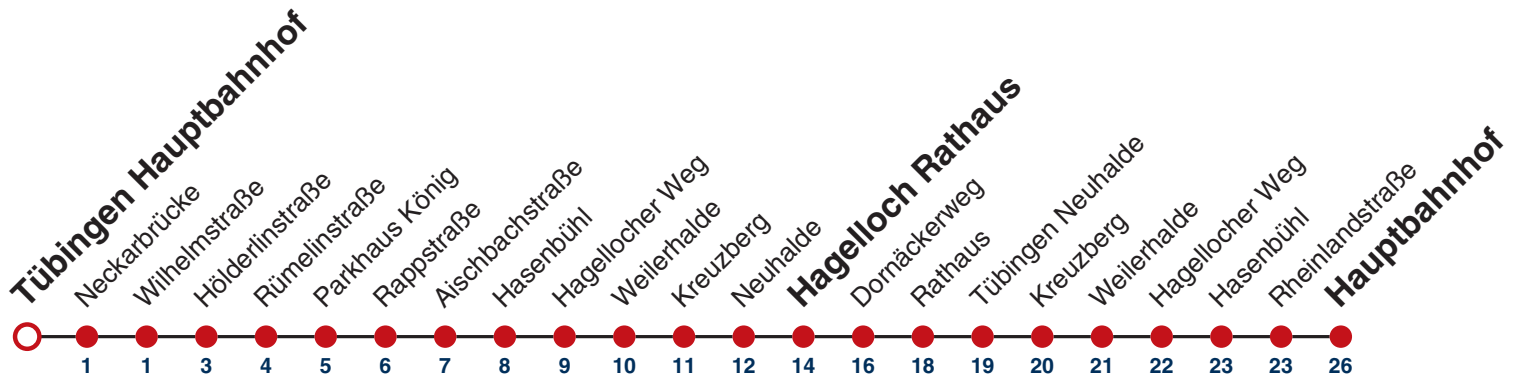 Tübingen Hauptbahnhof
Neckarbrücke
Wilhelmstraße
Hölderlinstraße
Rümelinstraße
Parkhaus König
Rappstraße
Aischbachstraße
Hasenbühl
Hagellocher Weg
Weilerhalde
Kreuzberg
Neuhalde
Hagelloch Rathaus
Dornäckerweg
Rathaus
Tübingen Neuhalde
Kreuzberg
Weilerhalde
Hagellocher Weg
Hasenbühl
Rheinlandstraße
Hauptbahnhof
1 1 3 4 5 6 7 8 9 10 11 12 14 16 18 19 20 21 22 23 23 26